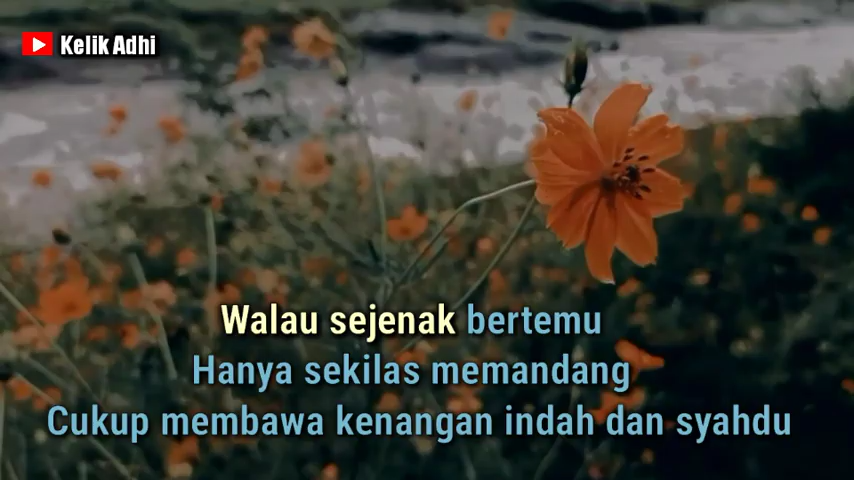 Kelik Adhi
Walau sejenak bertemu
Hanya sekilas memandang
Cukup membawa kenangan indah dan syahdu